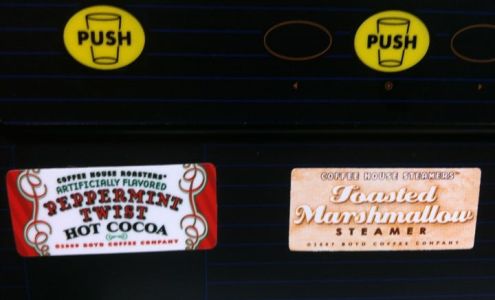 PUSH
PUSH
COFFEE HOUSE ROASTERS
ARTIFICIALLY FLAVORED
PEPPERMINT
TWIST
HOT COCOA
BOYD COFFEE COMPANY
COFFEE HOUSE STEAMERS
Toasted
Marshmallow
STEAMER
BOYD COFFEE COMPANY